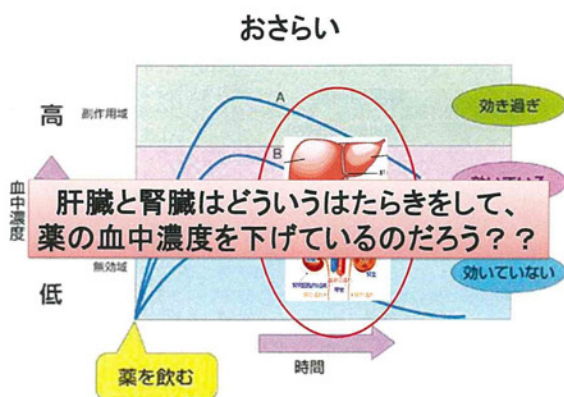 おさらい
高
副作用域
A
効き過ぎ
B
血中濃度
肝臓と腎臓はどういうはたらきをして、
薬の血中濃度を下げているのだろう？？
無効域
効いていない
低
薬を飲む
時間